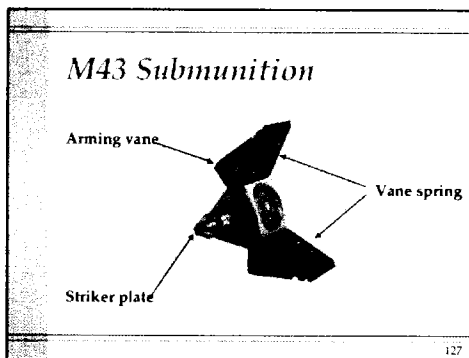 M43 Submunition
Arming vane
Vane spring
Striker plate
127